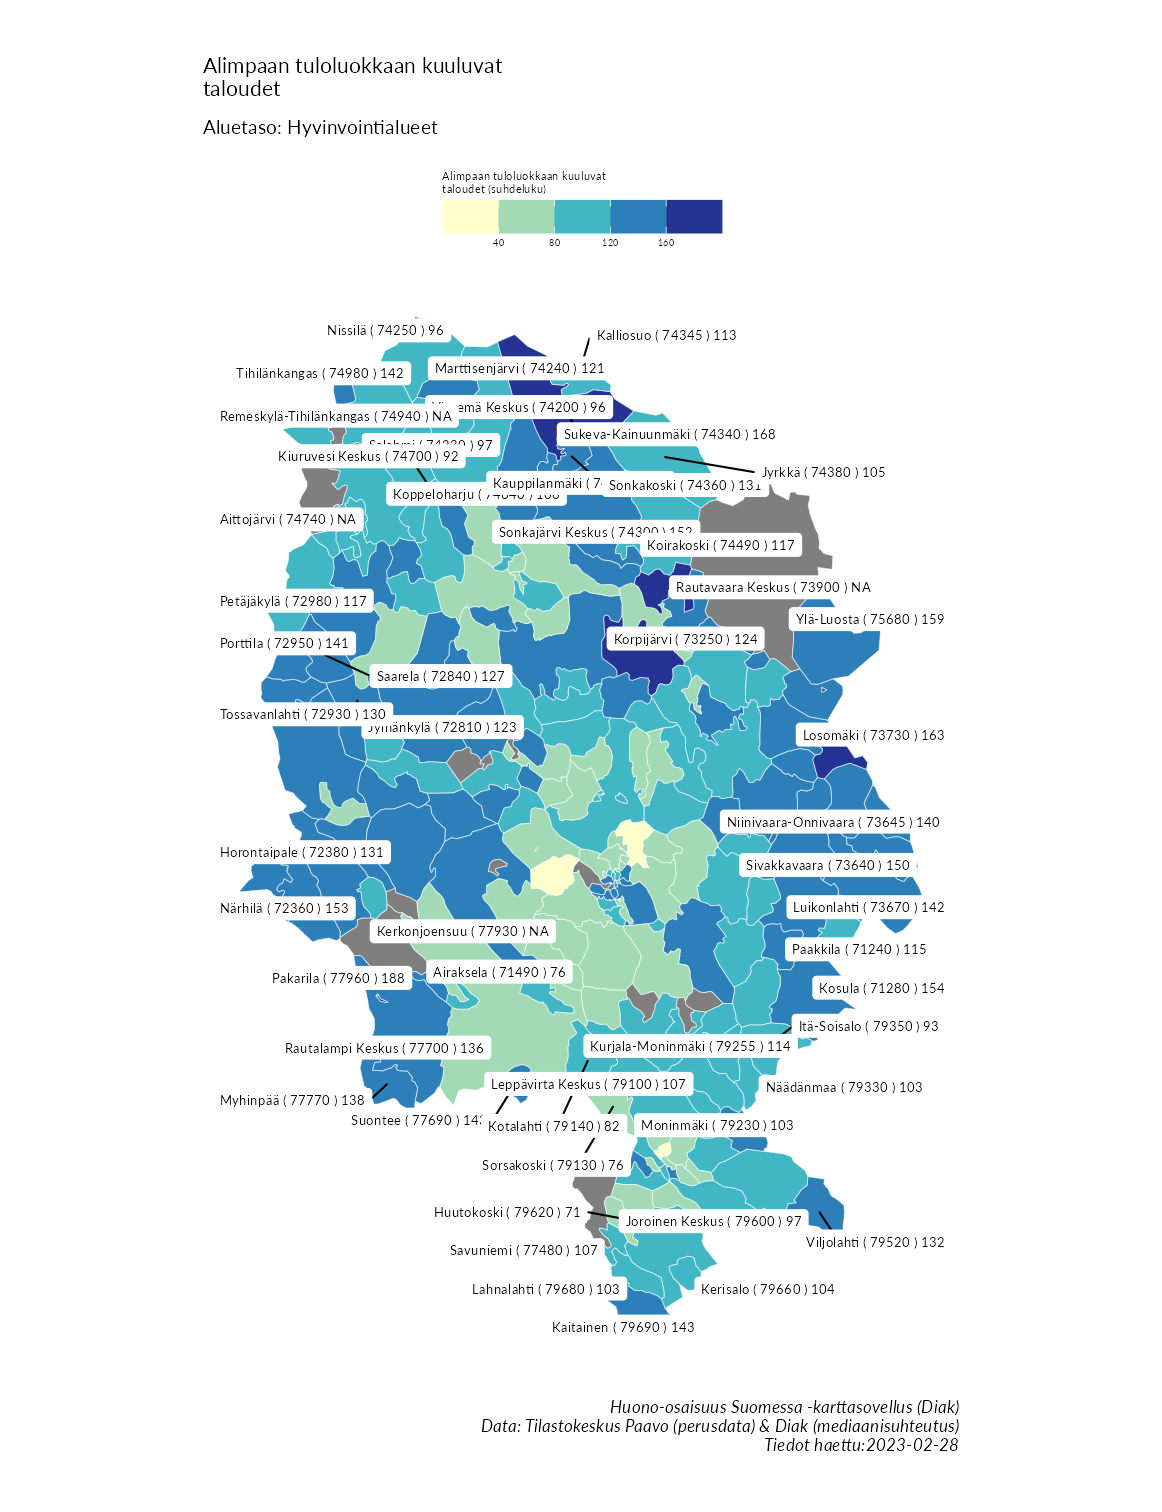 Alimpaan tuloluokkaan kuuluvat
taloudet
Aluetaso: Hyvinvointialueet
Alimpaan tuloluokkaan kuuluvat
taloudet (suhdeluku)
40 80 120 160
Nissilä ( 74250 ) 96
Kalliosuo ( 74345 ) 113
Marttisenjärvi ( 74240 ) 121
Tihilänkangas ( 74980 ) 142
Keskus ( 74200 ) 96
Remeskylä-Tihilänkangas ( 74940 ) NA
Sukeva-Kainuunmäki ( 74340 ) 168
) 97
Kiuruvesi Keskus ( 74700 ) 92
Jyrkkä ( 74380 ) 105
Kauppilanmäki (
Sonkakoski ( 74360 ) 131
Koppeloharju
Aittojärvi ( 74740 ) NA
Sonkajärvi Keskus ( 74300 ) 152
Koirakoski ( 74490 ) 117
Rautavaara Keskus ( 73900 ) NA
Petäjäkylä ( 72980 ) 117
Ylä-Luosta ( 75680 ) 159
Korpijärvi ( 73250 ) 124
Porttila ( 72950 ) 141
Saarela ( 72840 ) 127
Tossavanlahti ( 72930 ) 130
( 72810 ) 123
Losomäki ( 73730 ) 163
Niinivaara-Onnivaara ( 73645 ) 140
Horontaipale ( 72380 ) 131
Sivakkavaara ( 73640 ) 150
Närhilä ( 72360 ) 153
Luikonlahti ( 73670 ) 142
Kerkonjoensuu ( 77930 ) NA
Paakkila ( 71240 ) 115
Airaksela ( 71490 ) 76
Pakarila ( 77960 ) 188
Kosula ( 71280 ) 154
Itä-Soisalo ( 79350 ) 93
Rautalampi Keskus ( 77700 ) 136
Kurjala-Moninmäki ( 79255 ) 114
Leppävirta Keskus ( 79100 ) 107
Näädänmaa ( 79330 ) 103
Myhinpää ( 77770 ) 138
Suontee ( 77690 )
Kotalahti ( 79140 ) 82
Moninmäki ( 79230 ) 103
Sorsakoski ( 79130 ) 76
Huutokoski ( 79620 ) 71
Joroinen Keskus ( 79600 ) 97
Viljolahti ( 79520 ) 132
Savuniemi ( 77480 ) 107
Lahnalahti ( 79680 ) 103
Kerisalo ( 79660 ) 104
Kaitainen ( 79690 ) 143
Huono-osaisuus Suomessa -karttasovellus (Diak)
Data: Tilastokeskus Paavo (perusdata) & Diak (mediaanisuhteutus)
Tiedot haettu:2023-02-28